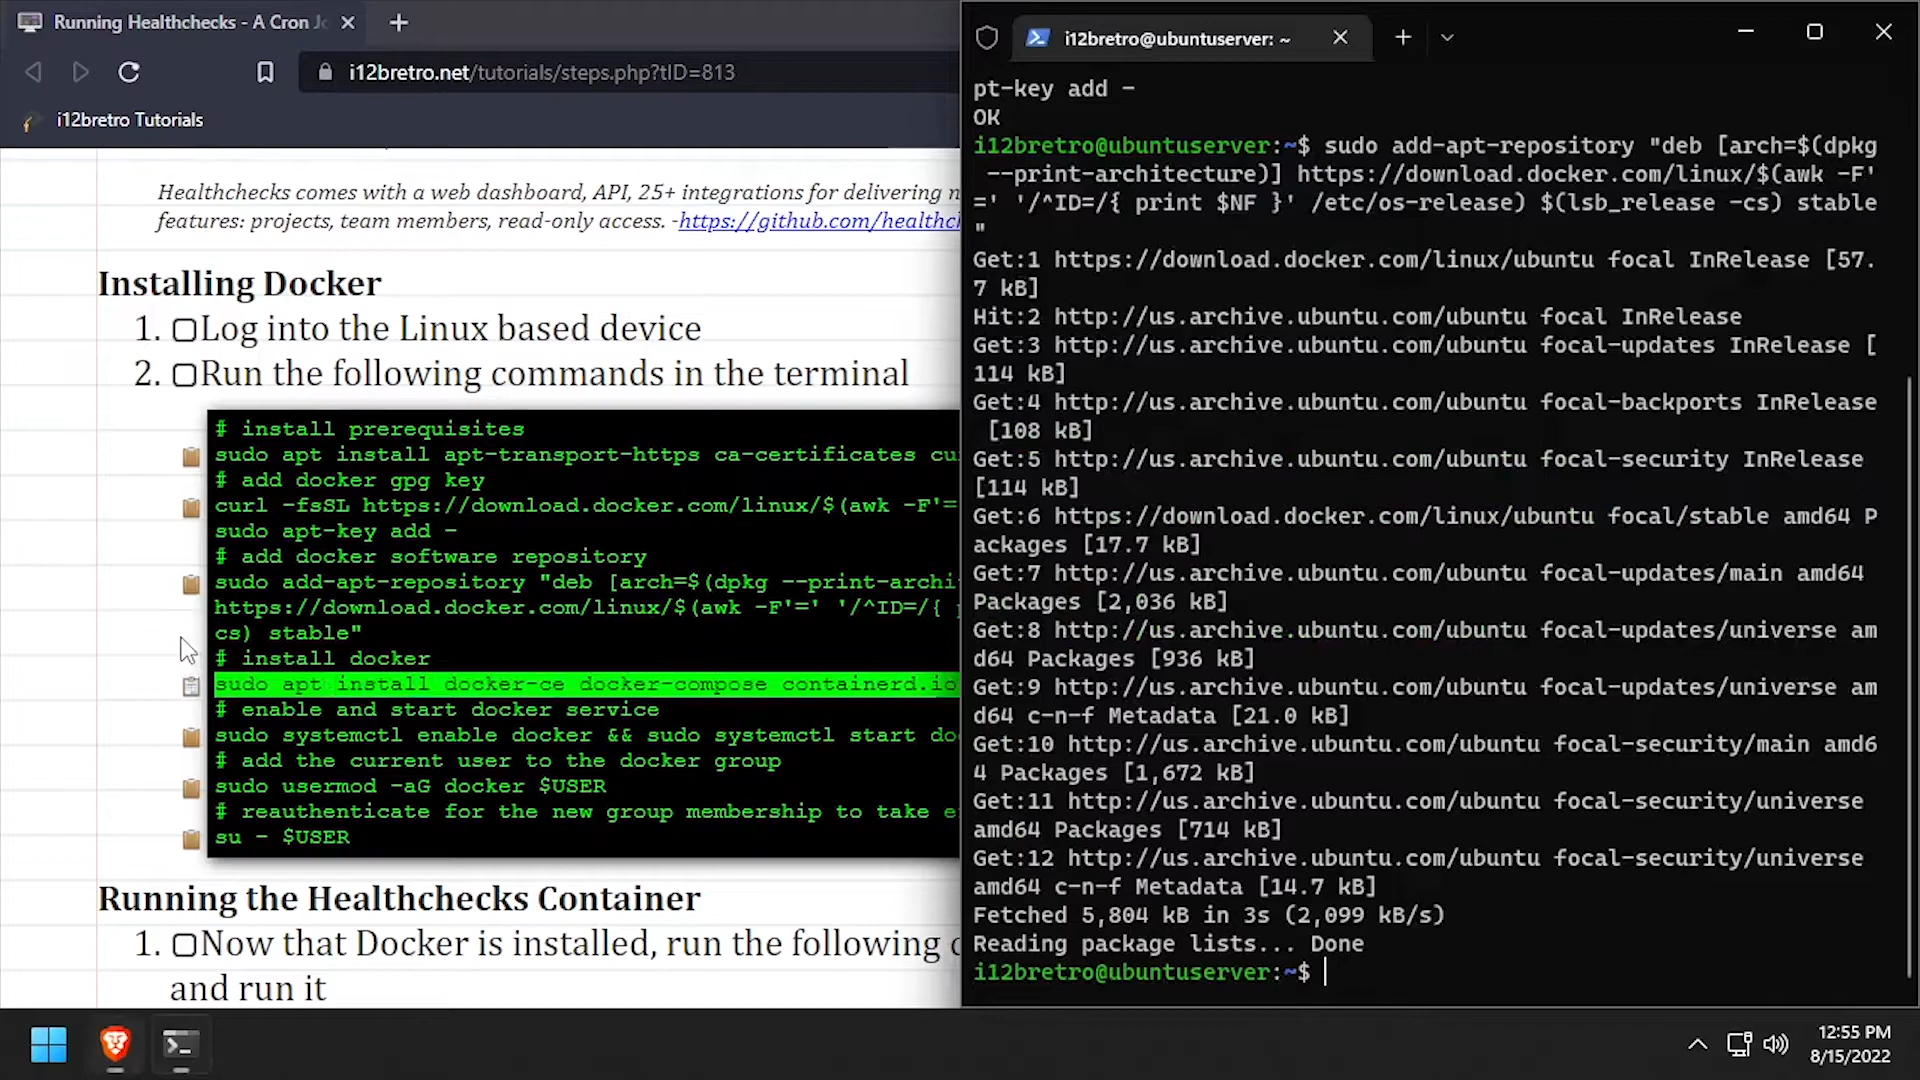 Running Healthchecks - A Cron Jo
i12bretro.net/tutorials/steps.php?tID=813
i12bretro Tutorials
Healthchecks comes with a web dashboard, API, 25+ integrations for delivering n
features: projects, team members, read-only access. -https://github.com/healthc
Installing Docker
1. Log into the Linux based device
2. Run the following commands in the terminal
# install prerequisites
sudo apt install apt-transport-https ca-certificates cu
# add docker gpg key
curl -fsSL https://download.docker.com/linux/$(awk -F'=
sudo apt-key add -
# add docker software repository
sudo add-apt-repository "deb [arch=$(dpkg --print-archi
https://download.docker.com/linux/$(awk -F'=' '/^ID=/{ p
cs) stable"
# install docker
sudo apt install docker-ce docker-compose containerd.io
# enable and start docker service
sudo systemctl enable docker && sudo systemctl start do
# add the current user to the docker group
sudo usermod -aG docker $USER
# reauthenticate for the new group membership to take e
su - $USER
Running the Healthchecks Container
1. Now that Docker is installed, run the following c
and run it
i12bretro@ubuntuserver: ~
pt-key add -
OK
i12bretro@ubuntuserver:~$ sudo add-apt-repository "deb [arch=$(dpkg
--print-architecture)] https://download.docker.com/linux/$(awk -F'
=' '/^ID=/{ print $NF }' /etc/os-release) $(lsb_release -cs) stable
"
Get:1 https://download.docker.com/linux/ubuntu focal InRelease [57.
7 kB]
Hit:2 http://us.archive.ubuntu.com/ubuntu focal InRelease
Get:3 http://us.archive.ubuntu.com/ubuntu focal-updates InRelease [
114 kB]
Get:4 http://us.archive.ubuntu.com/ubuntu focal-backports InRelease
[108 kB]
Get:5 http://us.archive.ubuntu.com/ubuntu focal-security InRelease
[114 kB]
Get:6 https://download.docker.com/linux/ubuntu focal/stable amd64 P
ackages [17.7 kB]
Get:7 http://us.archive.ubuntu.com/ubuntu focal-updates/main amd64
Packages [2,036 kB]
Get:8 http://us.archive.ubuntu.com/ubuntu focal-updates/universe am
d64 Packages [936 kB]
Get:9 http://us.archive.ubuntu.com/ubuntu focal-updates/universe am
d64 c-n-f Metadata [21.0 kB]
Get:10 http://us.archive.ubuntu.com/ubuntu focal-security/main amd6
4 Packages [1,672 kB]
Get:11 http://us.archive.ubuntu.com/ubuntu focal-security/universe
amd64 Packages [714 kB]
Get:12 http://us.archive.ubuntu.com/ubuntu focal-security/universe
amd64 c-n-f Metadata [14.7 kB]
Fetched 5,804 kB in 3s (2,099 kB/s)
Reading package lists... Done
i12bretro@ubuntuserver:~$
12:55 PM
8/15/2022